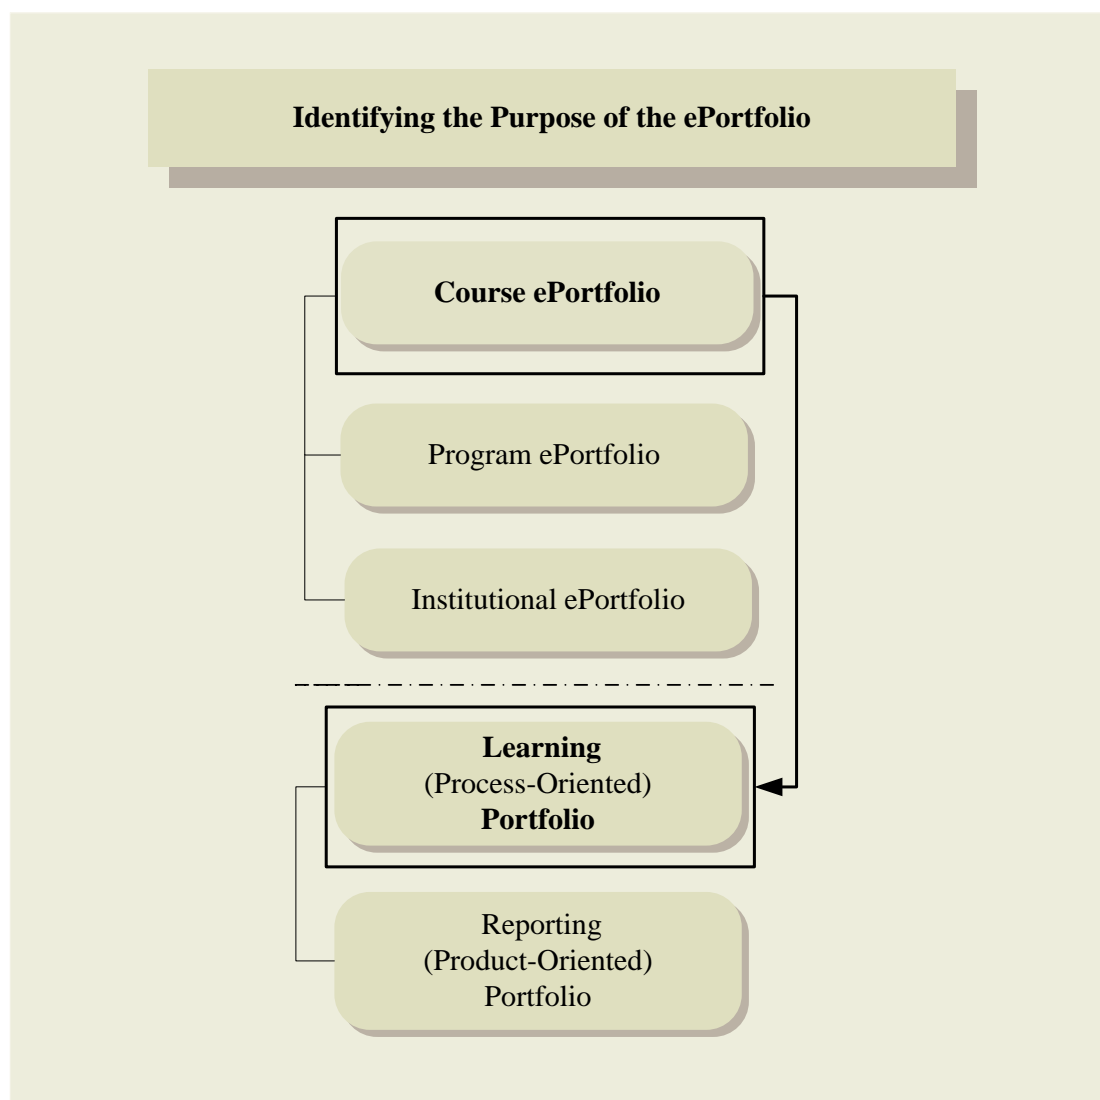 Identifying the Purpose of the ePortfolio
Course ePortfolio
Program ePortfolio
Institutional ePortfolio
Learning
(Process-Oriented)
Portfolio
Reporting
(Product-Oriented)
Portfolio